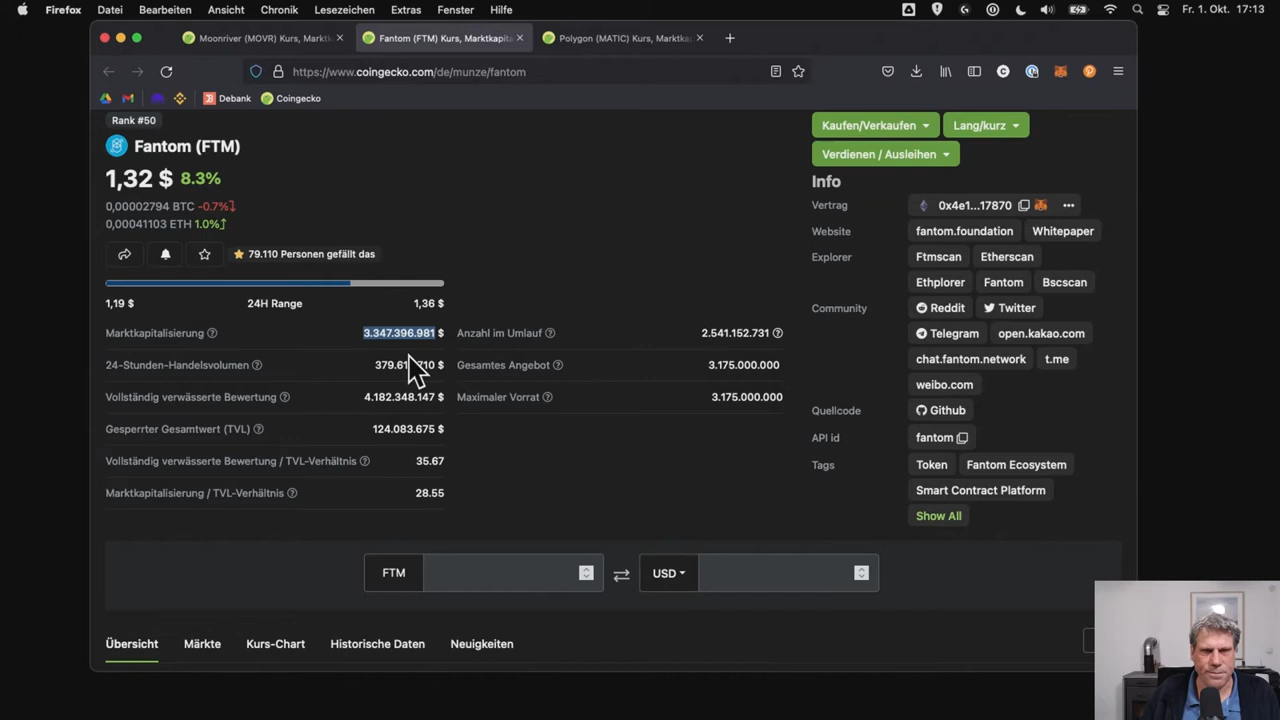 Firefox Datei Bearbeiten Ansicht Chronik Lesezeichen Extras Fenster Hilfe Fr. 1. Okt. 17:13
Moonriver (MOVR) Kurs, Marktk Fantom (FTM) Kurs, Marktkapita Polygon (MATIC) Kurs, Marktka
https://www.coingecko.com/de/munze/fantom
Debank Coingecko
Rank #50
Fantom (FTM)
1,32 $ 8.3%
0,00002794 BTC -0.7%
0,00041103 ETH 1.0%
79.110 Personen gefällt das
1,19 $ 24H Range 1,36 $
Marktkapitalisierung 3.347.396.981 $
24-Stunden-Handelsvolumen $
Vollständig verwässerte Bewertung 4.182.348.147 $
Gesperrter Gesamtwert (TVL) 124.083.675 $
Vollständig verwässerte Bewertung / TVL-Verhältnis 35.67
Marktkapitalisierung / TVL-Verhältnis 28.55
Anzahl im Umlauf 2.541.152.731
Gesamtes Angebot 3.175.000.000
Maximaler Vorrat 3.175.000.000
Kaufen/Verkaufen Lang/kurz
Verdienen / Ausleihen
Info
Vertrag 0x4e1...17870
Website fantom.foundation Whitepaper
Explorer Ftmscan Etherscan
Ethplorer Fantom Bscscan
Community Reddit Twitter
Telegram open.kakao.com
chat.fantom.network t.me
weibo.com
Quellcode Github
API id fantom
Tags Token Fantom Ecosystem
Smart Contract Platform
Show All
FTM USD
Übersicht Märkte Kurs-Chart Historische Daten Neuigkeiten